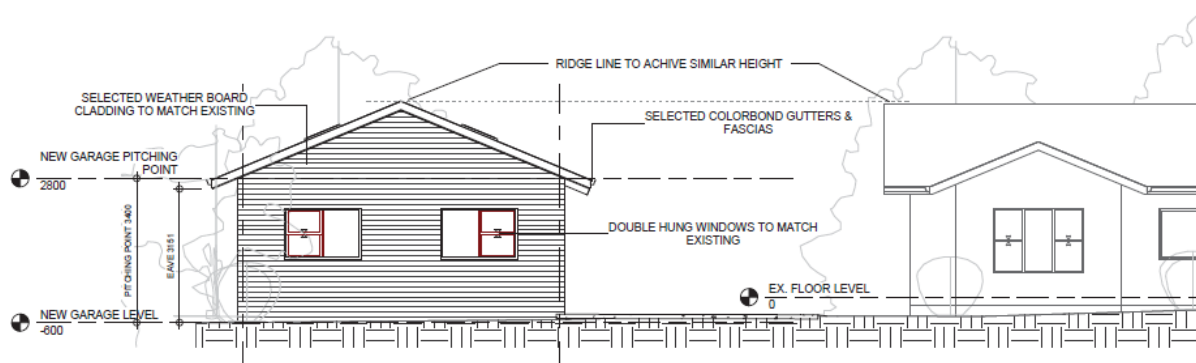 RIDGE LINE TO ACHIVE SIMILAR HEIGHT
SELECTED WEATHER BOARD
CLADDING TO MATCH EXISTING
SELECTED COLORBOND GUTTERS &
FASCIAS
NEW GARAGE PITCHING
POINT
2800
PITCHING POINT 3400
EAVE 3151
DOUBLE HUNG WINDOWS TO MATCH
EXISTING
EX. FLOOR LEVEL
0
NEW GARAGE LEVEL
-600